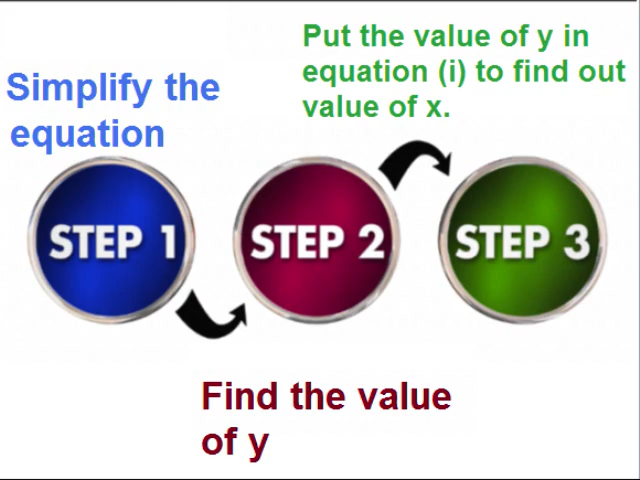 Simplify the
equation
STEP 1
Find the value
of y
STEP 2
Put the value of y in
equation (i) to find out
value of x.
STEP 3